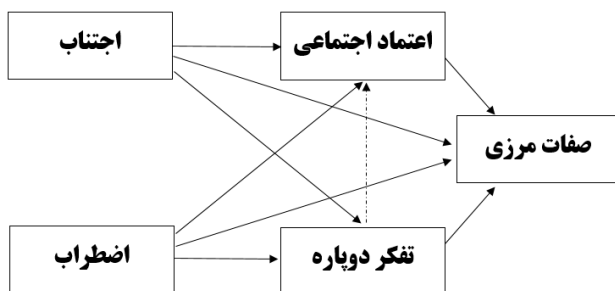 اجتناب
اعتماد اجتماعی
صفات مرزی
اضطراب
تفکر دوپاره